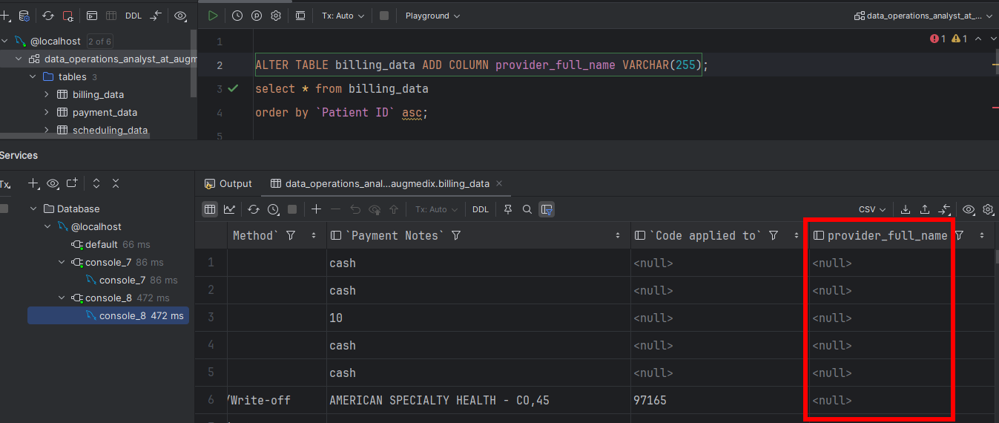 DDL
Tx: Auto
Playground
data_operations_analyst_at_...
@localhost 2 of 6
data_operations_analyst_at_augm
tables 3
billing_data
payment_data
scheduling_data
1 1
1
2 ALTER TABLE billing_data ADD COLUMN provider_full_name VARCHAR(255);
3 select * from billing_data
4 order by `Patient ID` asc;
5
Services
Tx
Database
@localhost
default 66 ms
console_7 86 ms
console_7 86 ms
console_8 472 ms
console_8 472 ms
Output data_operations_anal...augmedix.billing_data
Tx: Auto DDL CSV
Method` `Payment Notes` `Code applied to` provider_full_name
1 cash <null> <null>
2 cash <null> <null>
3 10 <null> <null>
4 cash <null> <null>
5 cash <null> <null>
6 /Write-off AMERICAN SPECIALTY HEALTH - CO,45 97165 <null>